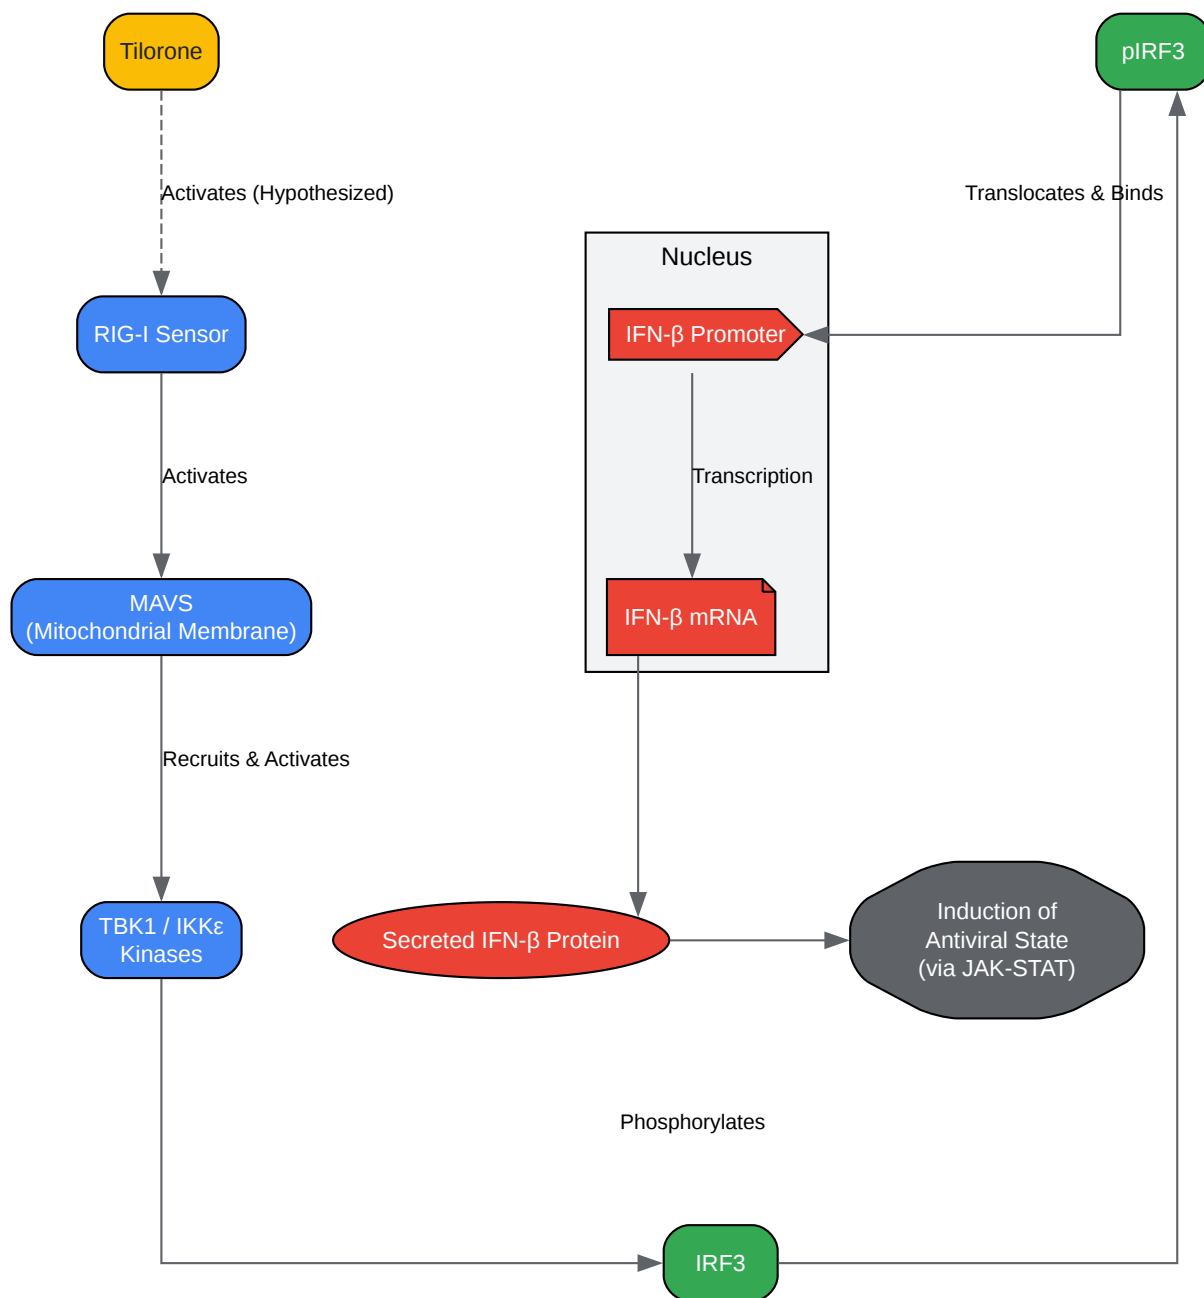 Tilorone
pIRF3
Activates (Hypothesized)
Translocates & Binds
Nucleus
RIG-I Sensor
IFN-β Promoter
Activates
Transcription
MAVS
(Mitochondrial Membrane)
IFN-β mRNA
Recruits & Activates
TBK1 / IKKε
Kinases
Secreted IFN-β Protein
Induction of
Antiviral State
(via JAK-STAT)
Phosphorylates
IRF3